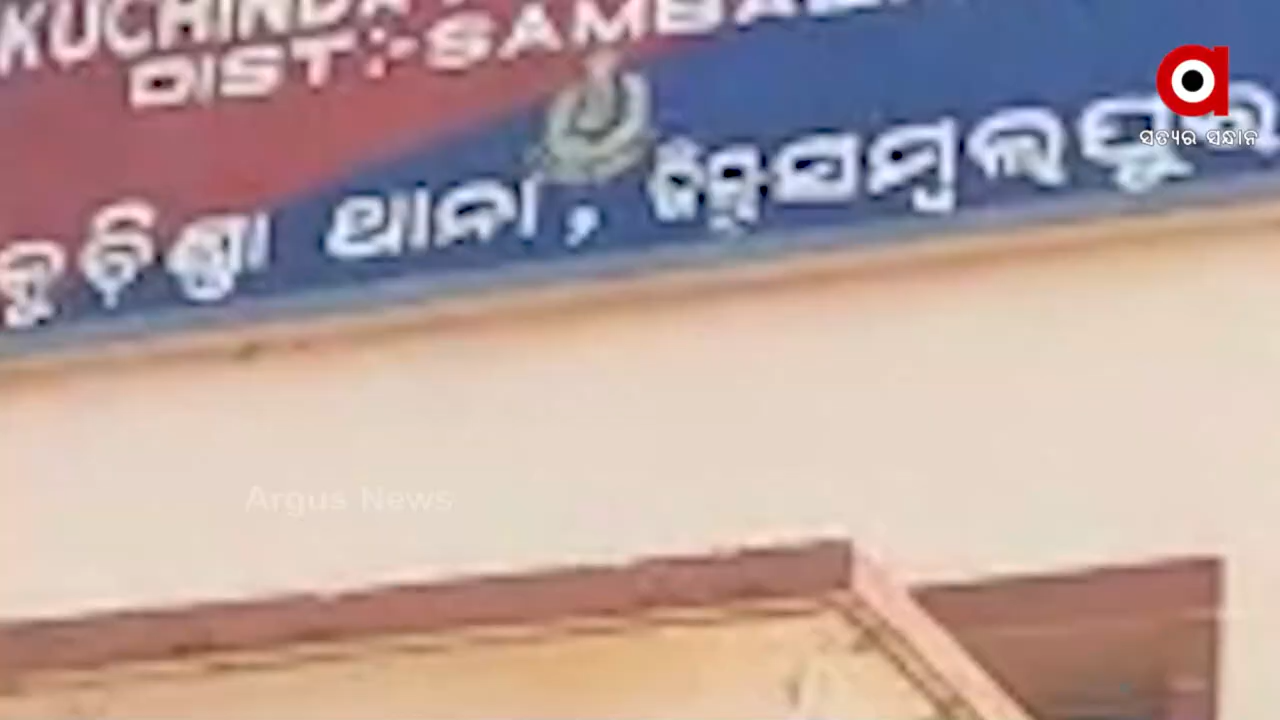 KUCHINDA
DIST:-SAMBAL
କୁଚିଣ୍ଡା ଥାନା, ଜିଲ୍ଲା-ସମ୍ବଲପୁର
ସତ୍ୟର ସନ୍ଧାନ
Argus News